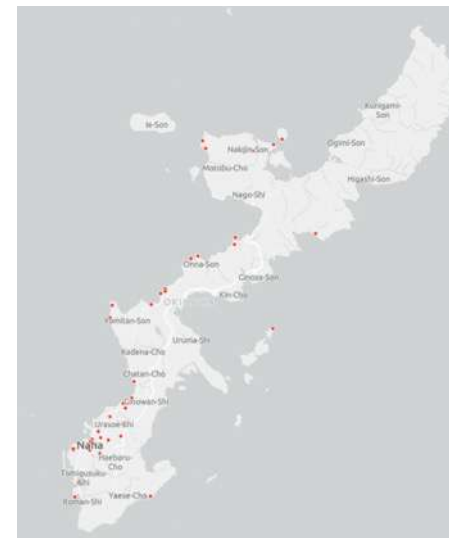 Kunigami-
Son
Ie-Son
Ogimi-Son
Nakijin-Son
Motobu-Cho
Higashi-Son
Nago-Shi
Onna-Son
Ginoza-Son
Kin-Cho
Yomitan-Son
Uruma-Shi
Kadena-Cho
Chatan-Cho
Ginowan-Shi
Urasoe-Shi
Naha
Haebaru-
Cho
Tomigusuku-
Shi
Yaese-Cho
Itoman-Shi